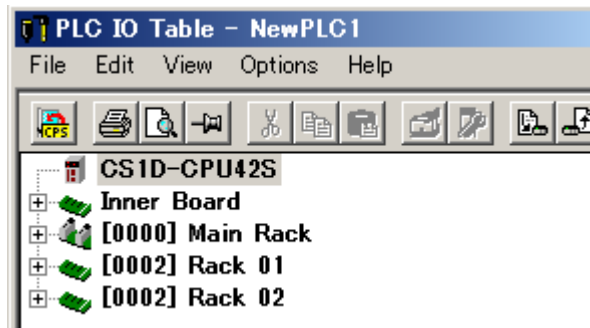 PLC IO Table - NewPLC1
File Edit View Options Help
CPS
CS1D-CPU42S
Inner Board
[0000] Main Rack
[0002] Rack 01
[0002] Rack 02